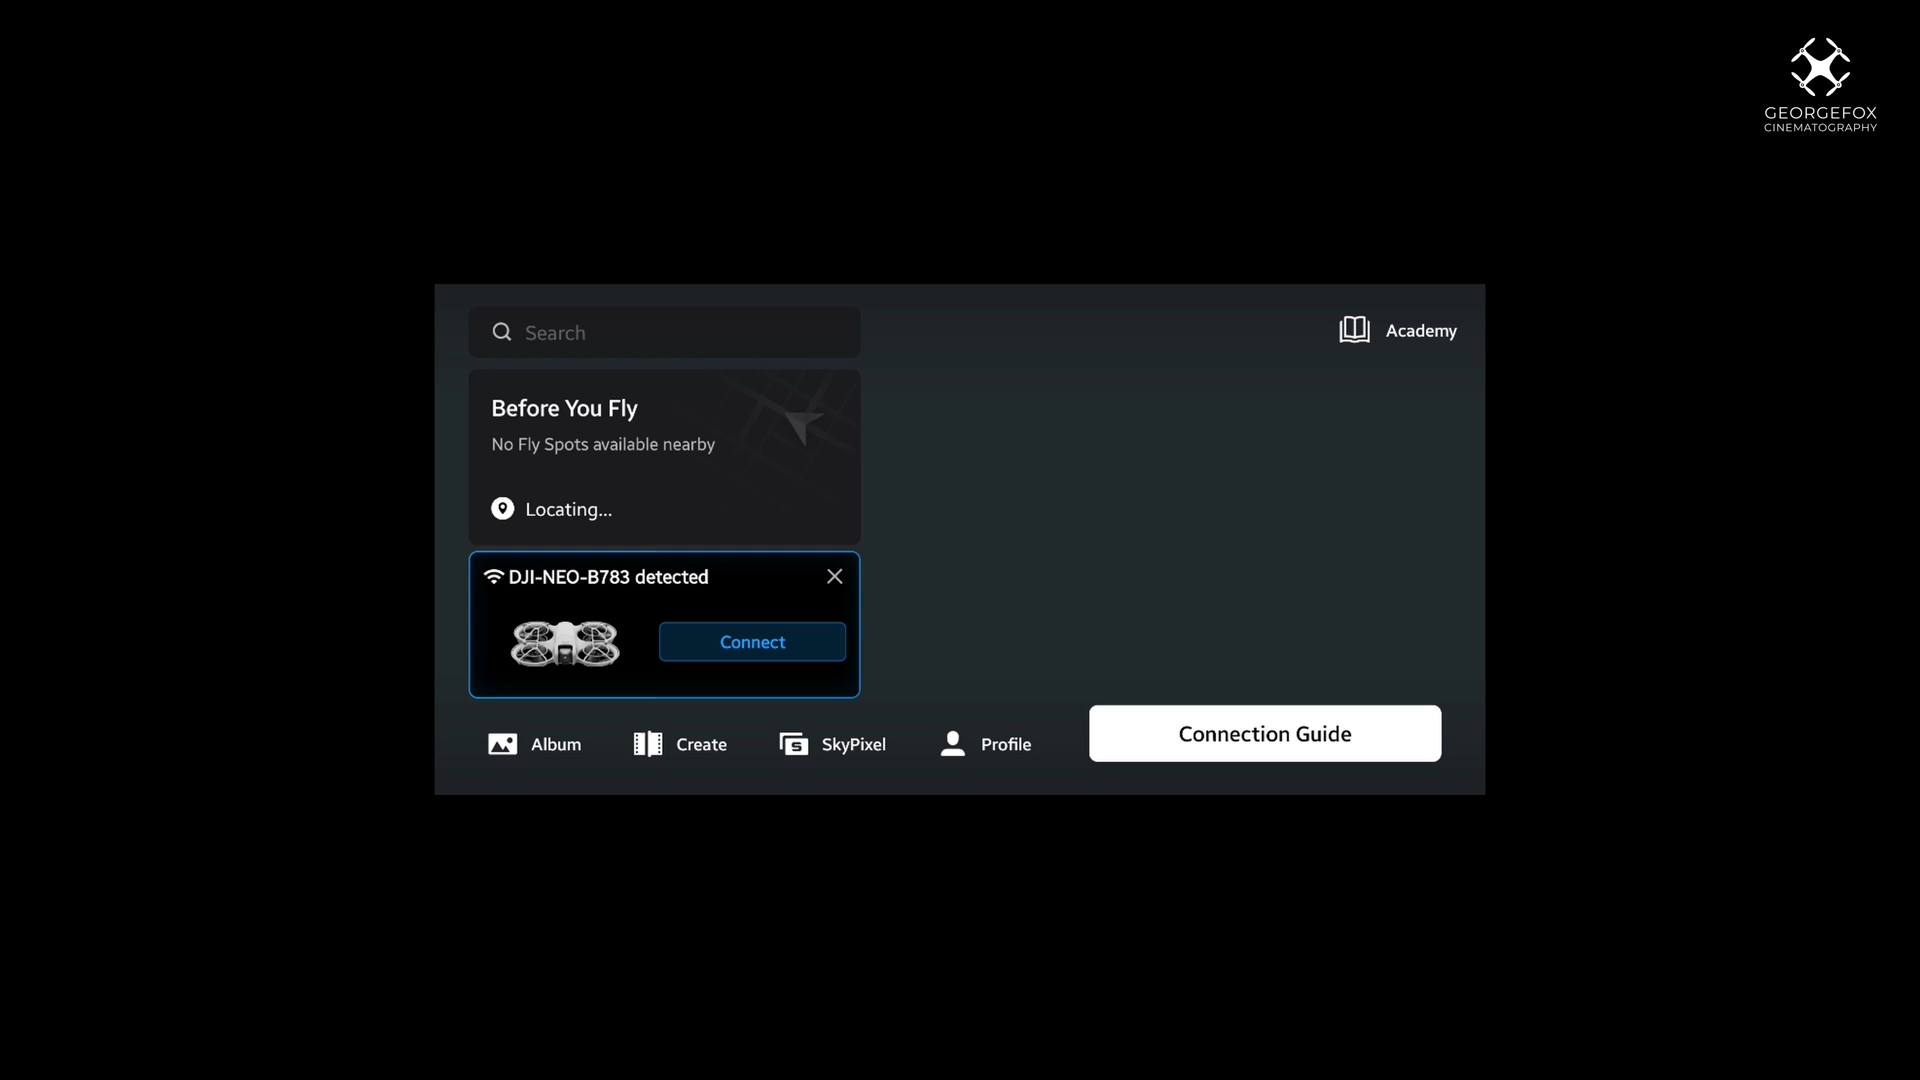 GEORGEFOX
CINEMATOGRAPHY
Search
Academy
Before You Fly
No Fly Spots available nearby
Locating...
DJI-NEO-B783 detected
Connect
Album
Create
SkyPixel
Profile
Connection Guide